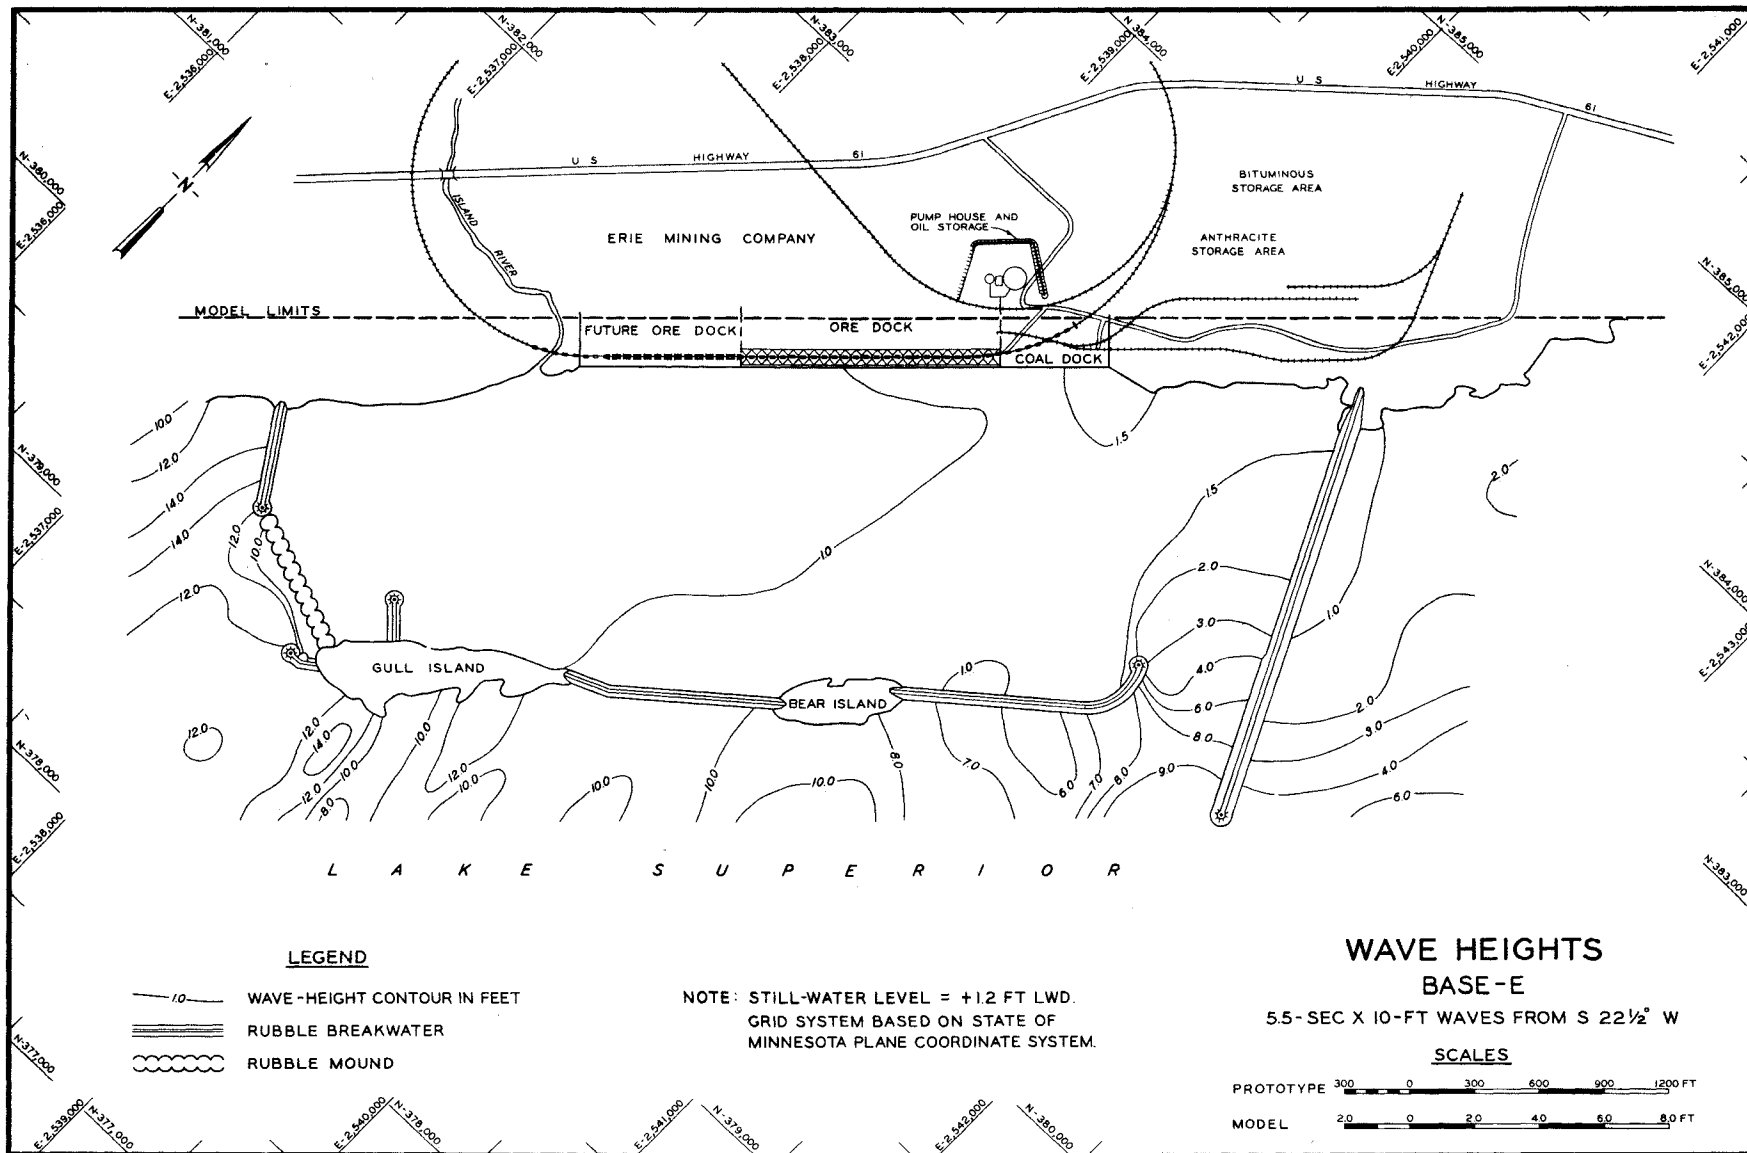 N-381,000
E-2,536,000
N-382,000
E-2,537,000
N-383,000
E-2,538,000
N-384,000
E-2,539,000
N-385,000
E-2,540,000
E-2,541,000
N-380,000
E-2,536,000
N
U S HIGHWAY 61
U S HIGHWAY 61
ISLAND RIVER
ERIE MINING COMPANY
PUMP HOUSE AND
OIL STORAGE
BITUMINOUS
STORAGE AREA
ANTHRACITE
STORAGE AREA
N-385,000
E-2,542,000
MODEL LIMITS
FUTURE ORE DOCK
ORE DOCK
COAL DOCK
10.0
12.0
14.0
14.0
12.0
12.0
10.0
1.0
1.5
1.5
2.0
2.0
3.0
4.0
6.0
8.0
9.0
1.0
2.0
3.0
4.0
6.0
N-379,000
E-2,537,000
N-384,000
E-2,543,000
GULL ISLAND
BEAR ISLAND
12.0
12.0
14.0
10.0
12.0
8.0
10.0
12.0
10.0
10.0
10.0
10.0
8.0
1.0
7.0
6.0
7.0
8.0
N-378,000
E-2,538,000
N-383,000
LAKE SUPERIOR
LEGEND
1.0 WAVE-HEIGHT CONTOUR IN FEET
RUBBLE BREAKWATER
RUBBLE MOUND
NOTE: STILL-WATER LEVEL = +1.2 FT LWD.
GRID SYSTEM BASED ON STATE OF
MINNESOTA PLANE COORDINATE SYSTEM.
WAVE HEIGHTS
BASE-E
5.5-SEC X 10-FT WAVES FROM S 22½° W
SCALES
PROTOTYPE 300 0 300 600 900 1200 FT
MODEL 2.0 0 2.0 4.0 6.0 8.0 FT
N-377,000
E-2,539,000
N-377,000
E-2,540,000
N-378,000
E-2,541,000
N-379,000
E-2,542,000
N-380,000